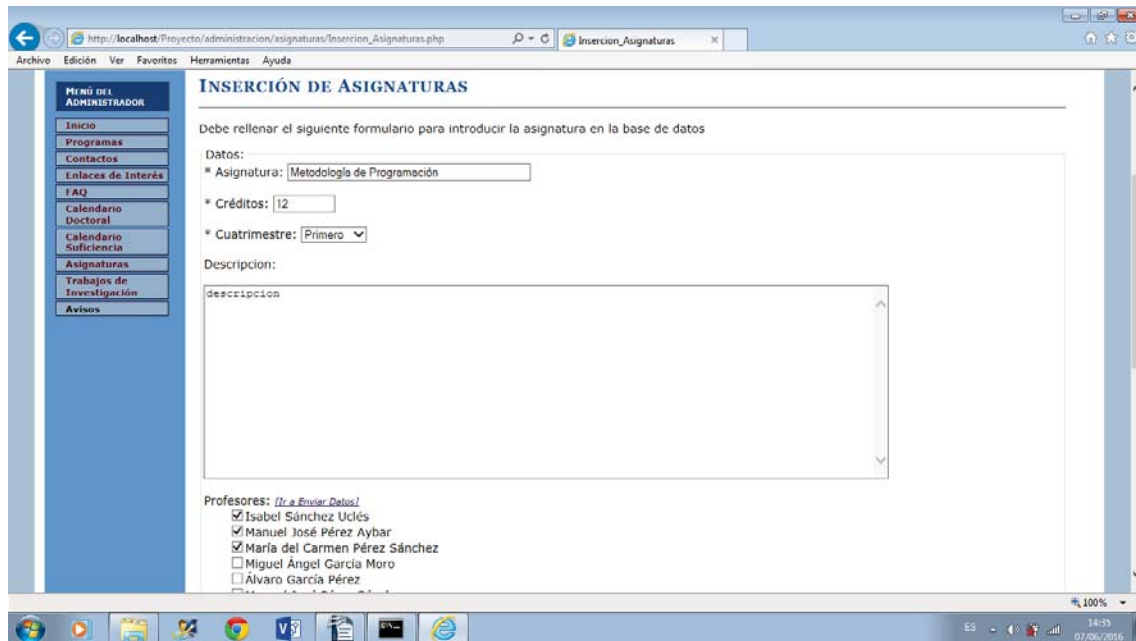 http://localhost/Proyecto/administracion/asignaturas/Insercion_Asignaturas.php
Insercion_Asignaturas
Archivo Edición Ver Favoritos Herramientas Ayuda
MENÚ DEL
ADMINISTRADOR
Inicio
Programas
Contactos
Enlaces de Interés
FAQ
Calendario
Doctoral
Calendario
Suficiencia
Asignaturas
Trabajos de
Investigación
Avisos
INSERCIÓN DE ASIGNATURAS
Debe rellenar el siguiente formulario para introducir la asignatura en la base de datos
Datos:
* Asignatura: Metodología de Programación
* Créditos: 12
* Cuatrimestre: Primero
Descripcion:
descripcion
Profesores: [Ir a Enviar Datos]
Isabel Sánchez Uclés
Manuel José Pérez Aybar
María del Carmen Pérez Sánchez
Miguel Ángel García Moro
Álvaro García Pérez
100%
ES
14:35
07/06/2016